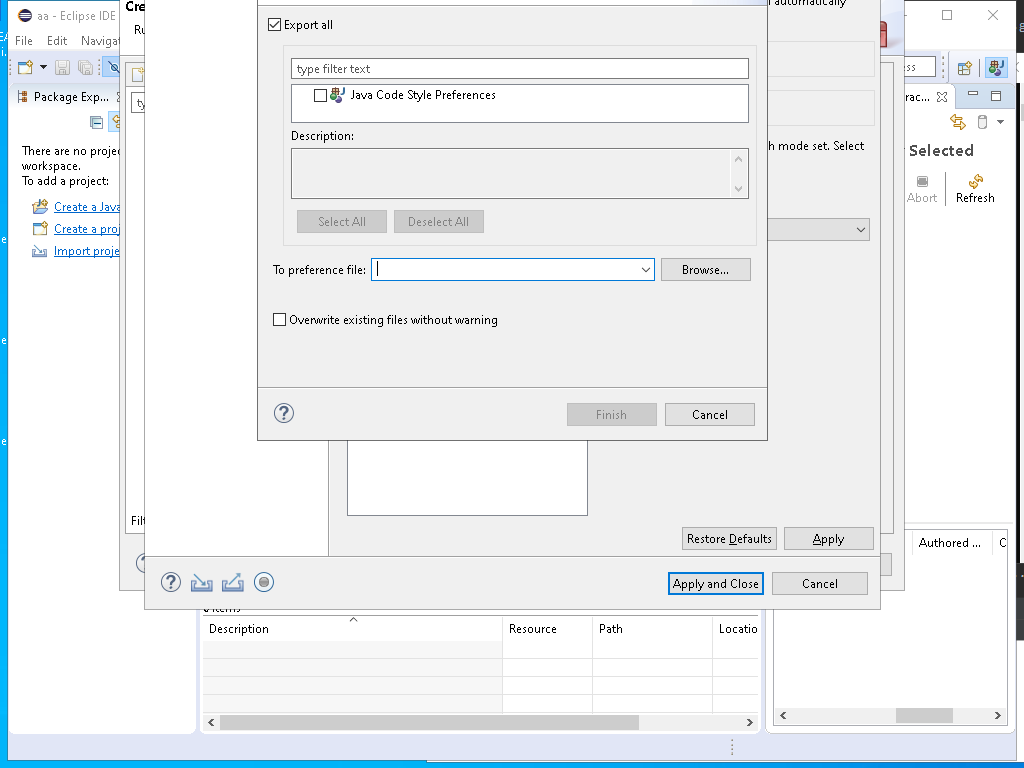 Cre
automatically
aa - Eclipse IDE
Export all
File Edit Navigat
Ru
type filter text
ss
Package Exp...
Java Code Style Preferences
rac...
ty
Description:
h mode set. Select
There are no projec
workspace.
To add a project:
Selected
Create a Java
Create a proj
Import proje
Abort
Refresh
Select All
Deselect All
To preference file:
Browse...
Overwrite existing files without warning
Finish
Cancel
Filt
Restore Defaults
Apply
Authored ...
C
Apply and Close
Cancel
Description
Resource
Path
Locatio